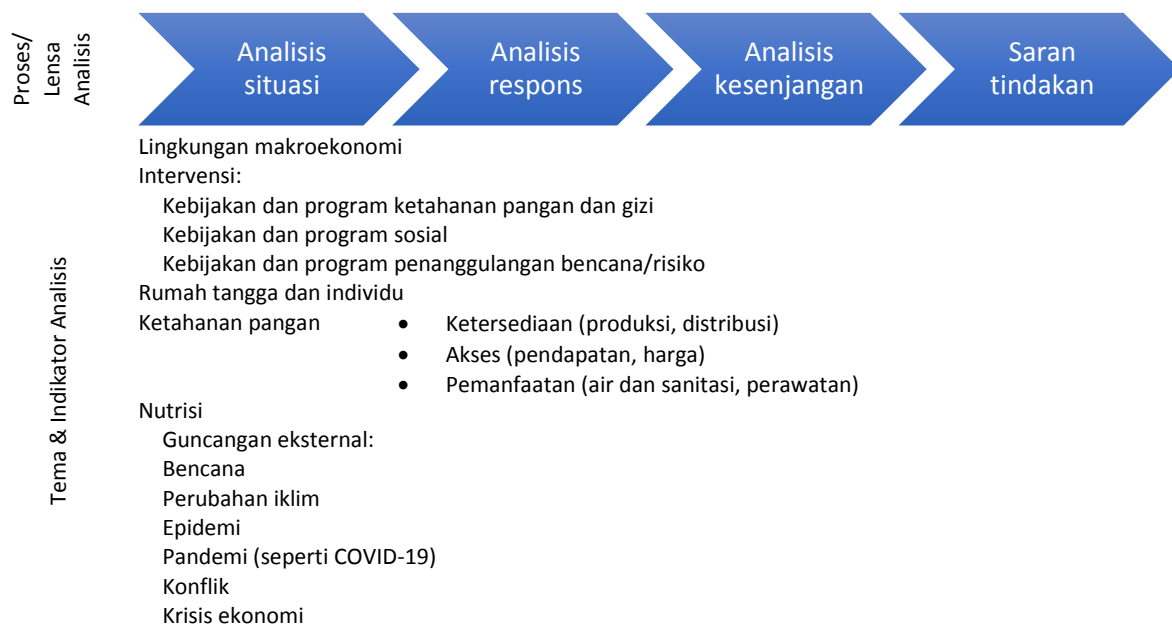 Proses/
Lensa
Analisis
Analisis
situasi
Analisis
respons
Analisis
kesenjangan
Saran
tindakan
Tema & Indikator Analisis
Lingkungan makroekonomi
Intervensi:
Kebijakan dan program ketahanan pangan dan gizi
Kebijakan dan program sosial
Kebijakan dan program penanggulangan bencana/risiko
Rumah tangga dan individu
Ketahanan pangan • Ketersediaan (produksi, distribusi)
• Akses (pendapatan, harga)
• Pemanfaatan (air dan sanitasi, perawatan)
Nutrisi
Guncangan eksternal:
Bencana
Perubahan iklim
Epidemi
Pandemi (seperti COVID-19)
Konflik
Krisis ekonomi